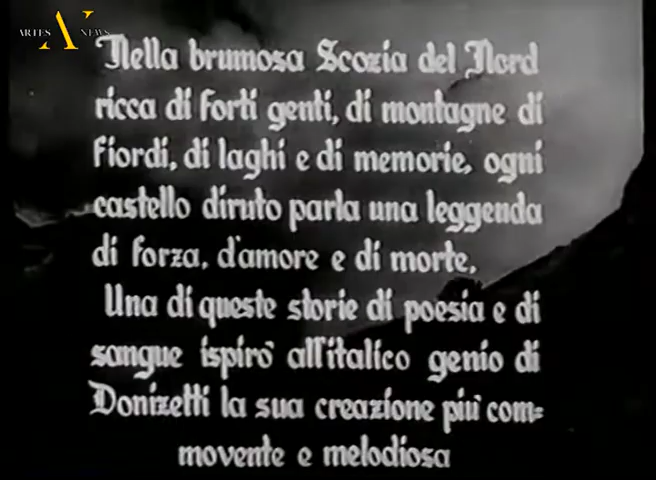 ARTES NEWS
Nella brumosa Scozia del Nord
ricca di forti genti, di montagne di
fiordi, di laghi e di memorie, ogni
castello diruto parla una leggenda
di forza, d'amore e di morte.
Una di queste storie di poesia e di
sangue ispirò all'italico genio di
Donizetti la sua creazione più com=
movente e melodiosa